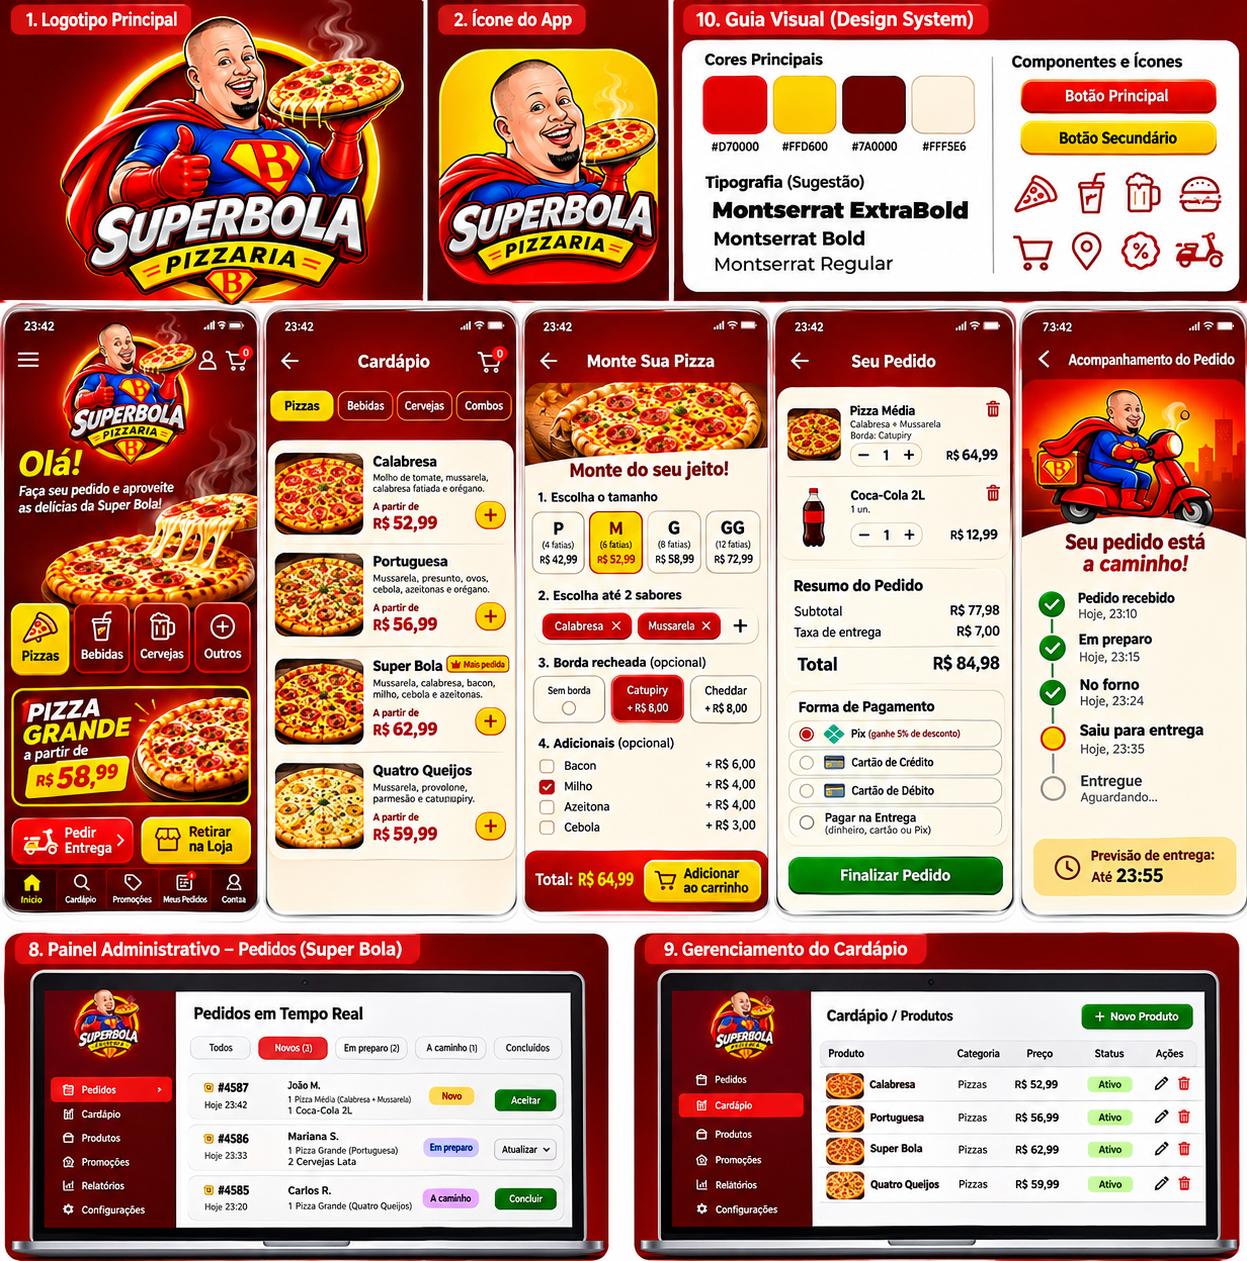 1. Logotipo Principal
B
SUPERBOLA
PIZZARIA
B
2. Ícone do App
SUPERBOLA
PIZZARIA
10. Guia Visual (Design System)
Cores Principais
#D70000
#FFD600
#7A0000
#FFF5E6
Tipografia (Sugestão)
Montserrat ExtraBold
Montserrat Bold
Montserrat Regular
Componentes e Ícones
Botão Principal
Botão Secundário
23:42
0
SUPERBOLA
PIZZARIA
B
Olá!
Faça seu pedido e aproveite
as delícias da Super Bola!
Pizzas
Bebidas
Cervejas
Outros
PIZZA
GRANDE
a partir de
R$ 58,99
Pedir
Entrega
Retirar
na Loja
Início
Cardápio
Promoções
Meus Pedidos
Contaa
23:42
Cardápio
0
Pizzas
Bebidas
Cervejas
Combos
Calabresa
Molho de tomate, mussarela,
calabresa fatiada e orégano.
A partir de
R$ 52,99
Portuguesa
Mussarela, presunto, ovos,
cebola, azeitonas e orégano.
A partir de
R$ 56,99
Super Bola
Mais pedida
Mussarela, calabresa, bacon,
milho, cebola e azeitonas.
A partir de
R$ 62,99
Quatro Queijos
Mussarela, provolone,
parmesão e
A partir de
R$ 59,99
23:42
Monte Sua Pizza
Monte do seu jeito!
1. Escolha o tamanho
P
(4 fatias)
R$ 42,99
M
(6 fatias)
R$ 52,99
G
(8 fatias)
R$ 58,99
GG
(12 fatias)
R$ 72,99
2. Escolha até 2 sabores
Calabresa ×
Mussarela ×
+
3. Borda recheada (opcional)
Sem borda
Catupiry
+ R$ 8,00
Cheddar
+ R$ 8,00
4. Adicionais (opcional)
Bacon + R$ 6,00
Milho + R$ 4,00
Azeitona + R$ 4,00
Cebola + R$ 3,00
Total: R$ 64,99
Adicionar
ao carrinho
23:42
Seu Pedido
Pizza Média
Calabresa + Mussarela
Borda: Catupiry
− 1 +
R$ 64,99
Coca-Cola 2L
1 un.
− 1 +
R$ 12,99
Resumo do Pedido
Subtotal R$ 77,98
Taxa de entrega R$ 7,00
Total R$ 84,98
Forma de Pagamento
Pix (ganhe 5% de desconto)
Cartão de Crédito
Cartão de Débito
Pagar na Entrega
(dinheiro, cartão ou Pix)
Finalizar Pedido
73:42
Acompanhamento do Pedido
B
Seu pedido está
a caminho!
Pedido recebido
Hoje, 23:10
Em preparo
Hoje, 23:15
No forno
Hoje, 23:24
Saiu para entrega
Hoje, 23:35
Entregue
Aguardando...
Previsão de entrega:
Até 23:55
8. Painel Administrativo – Pedidos (Super Bola)
SUPERBOLA
Pedidos
Cardápio
Produtos
Promoções
Relatórios
Configurações
Pedidos em Tempo Real
Todos
Novos (3)
Em preparo (2)
A caminho (1)
Concluídos
#4587
Hoje 23:42
João M.
1 Pizza Média (Calabresa + Mussarela)
1 Coca-Cola 2L
Novo
Aceitar
#4586
Hoje 23:33
Mariana S.
1 Pizza Grande (Portuguesa)
2 Cervejas Lata
Em preparo
Atualizar
#4585
Hoje 23:20
Carlos R.
1 Pizza Grande (Quatro Queijos)
A caminho
Concluir
9. Gerenciamento do Cardápio
SUPERBOLA
Pedidos
Cardápio
Produtos
Promoções
Relátórios
Configurações
Cardápio / Produtos
+ Novo Produto
Produto Categoria Preço Status Ações
Calabresa Pizzas R$ 52,99 Ativo
Portuguesa Pizzas R$ 56,99 Ativo
Super Bola Pizzas R$ 62,99 Ativo
Quatro Queijos Pizzas R$ 59,99 Ativo